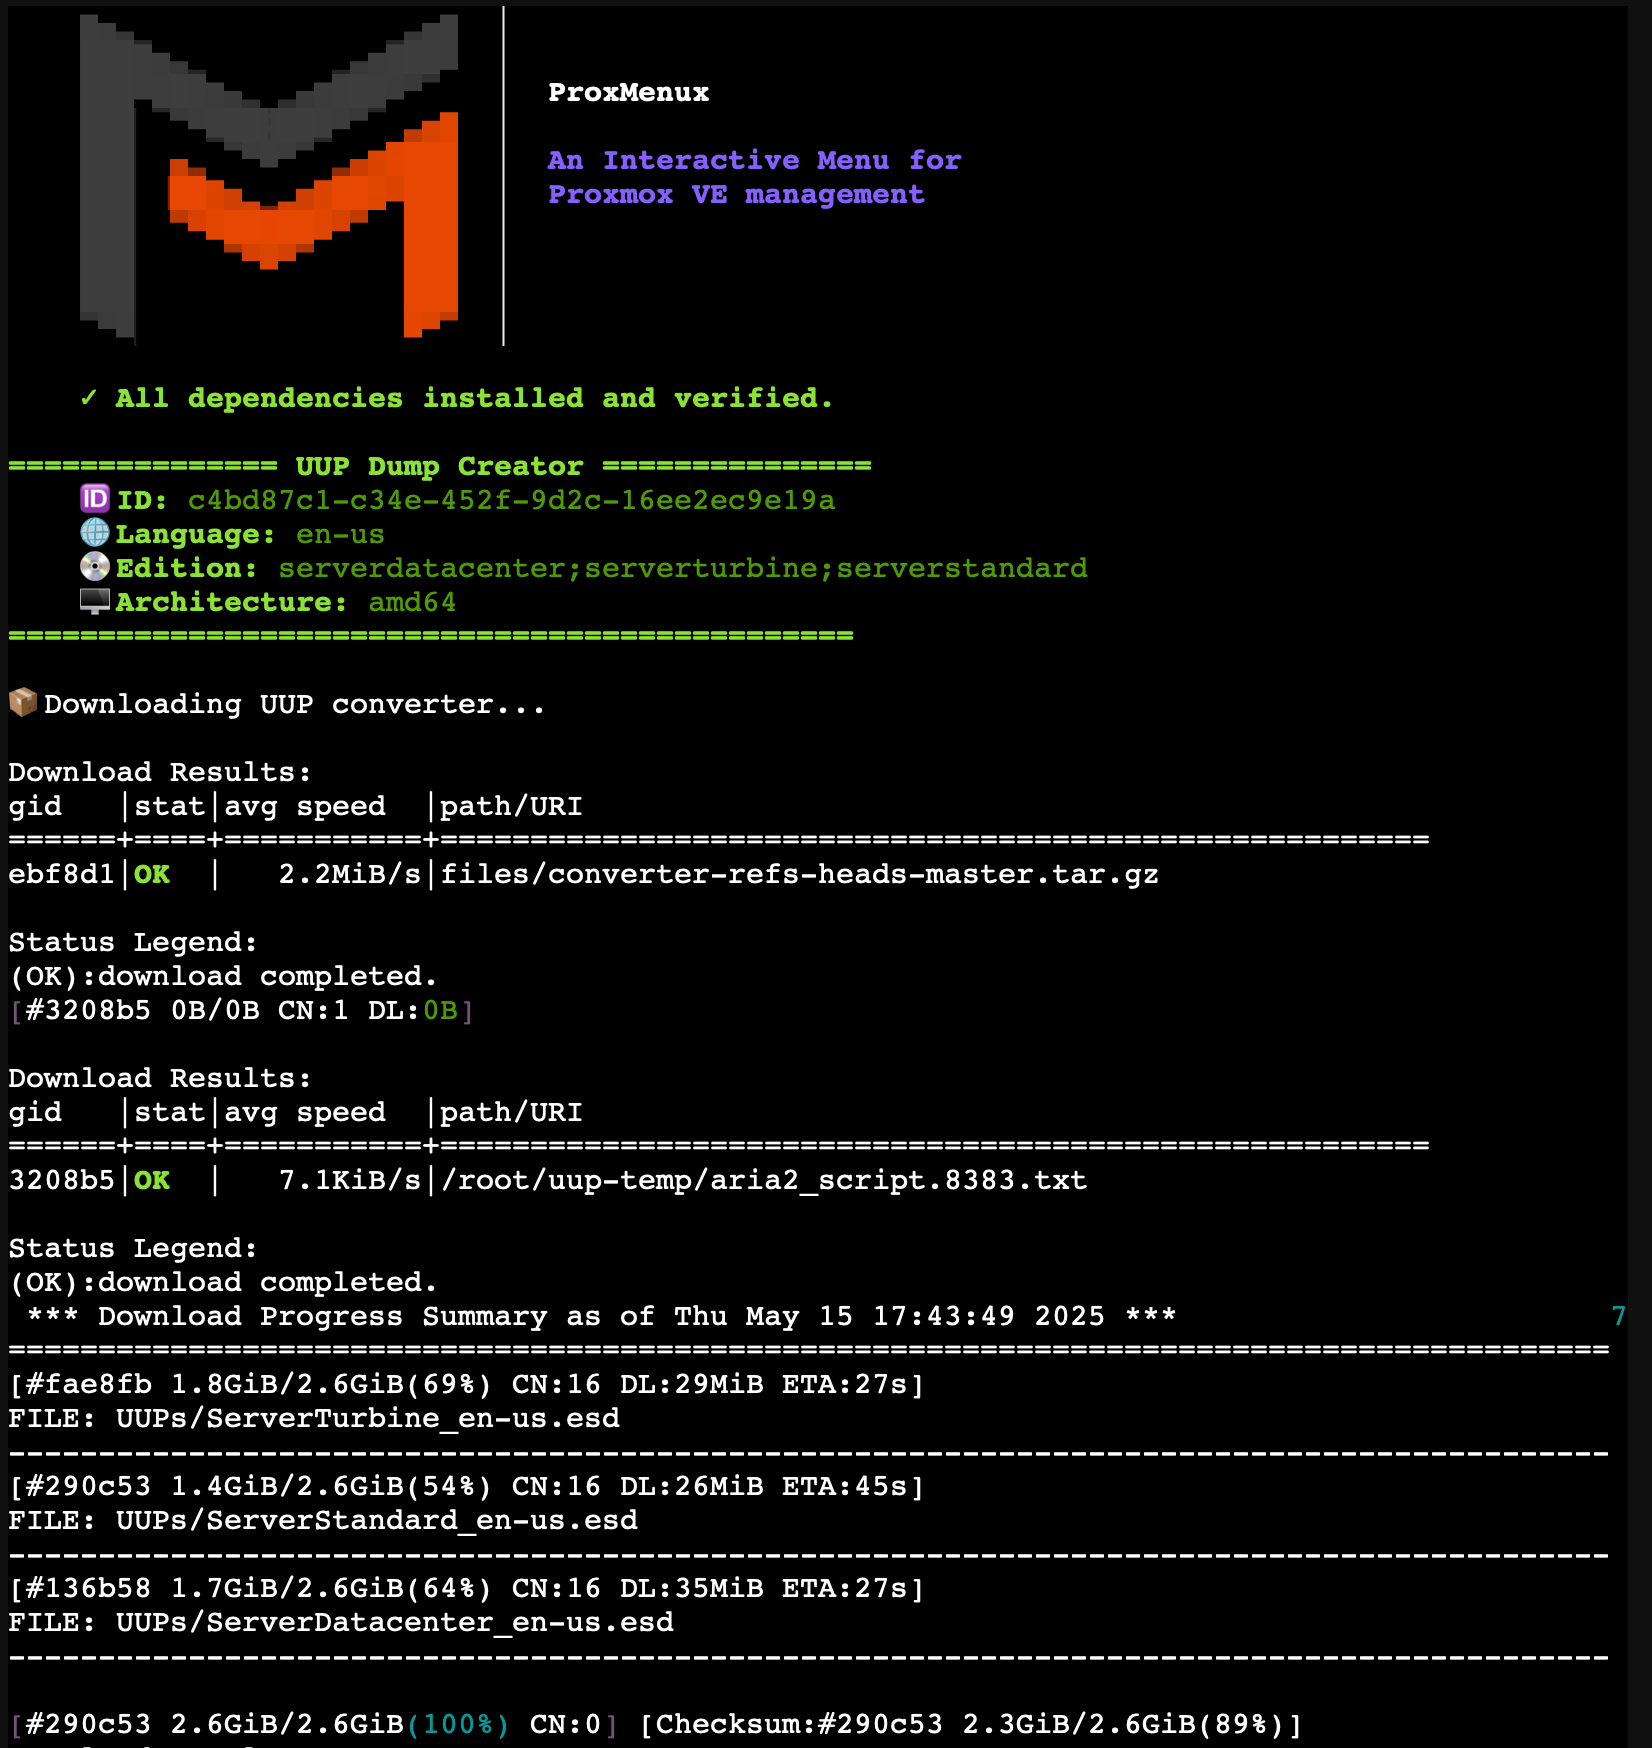 ProxMenux
An Interactive Menu for
Proxmox VE management
✓ All dependencies installed and verified.
=============== UUP Dump Creator ===============
🆔 ID: c4bd87c1-c34e-452f-9d2c-16ee2ec9e19a
🌐 Language: en-us
💿 Edition: serverdatacenter;serverturbine;serverstandard
🖥️ Architecture: amd64
===============================================
📦 Downloading UUP converter...
Download Results:
gid   |stat|avg speed  |path/URI
======+====+===========+=======================================================
ebf8d1|OK  |   2.2MiB/s|files/converter-refs-heads-master.tar.gz
Status Legend:
(OK):download completed.
[#3208b5 0B/0B CN:1 DL:0B]
Download Results:
gid   |stat|avg speed  |path/URI
======+====+===========+=======================================================
3208b5|OK  |   7.1KiB/s|/root/uup-temp/aria2_script.8383.txt
Status Legend:
(OK):download completed.
 *** Download Progress Summary as of Thu May 15 17:43:49 2025 ***                        7
=========================================================================================
[#fae8fb 1.8GiB/2.6GiB(69%) CN:16 DL:29MiB ETA:27s]
FILE: UUPs/ServerTurbine_en-us.esd
-----------------------------------------------------------------------------------------
[#290c53 1.4GiB/2.6GiB(54%) CN:16 DL:26MiB ETA:45s]
FILE: UUPs/ServerStandard_en-us.esd
-----------------------------------------------------------------------------------------
[#136b58 1.7GiB/2.6GiB(64%) CN:16 DL:35MiB ETA:27s]
FILE: UUPs/ServerDatacenter_en-us.esd
-----------------------------------------------------------------------------------------
[#290c53 2.6GiB/2.6GiB(100%) CN:0] [Checksum:#290c53 2.3GiB/2.6GiB(89%)]